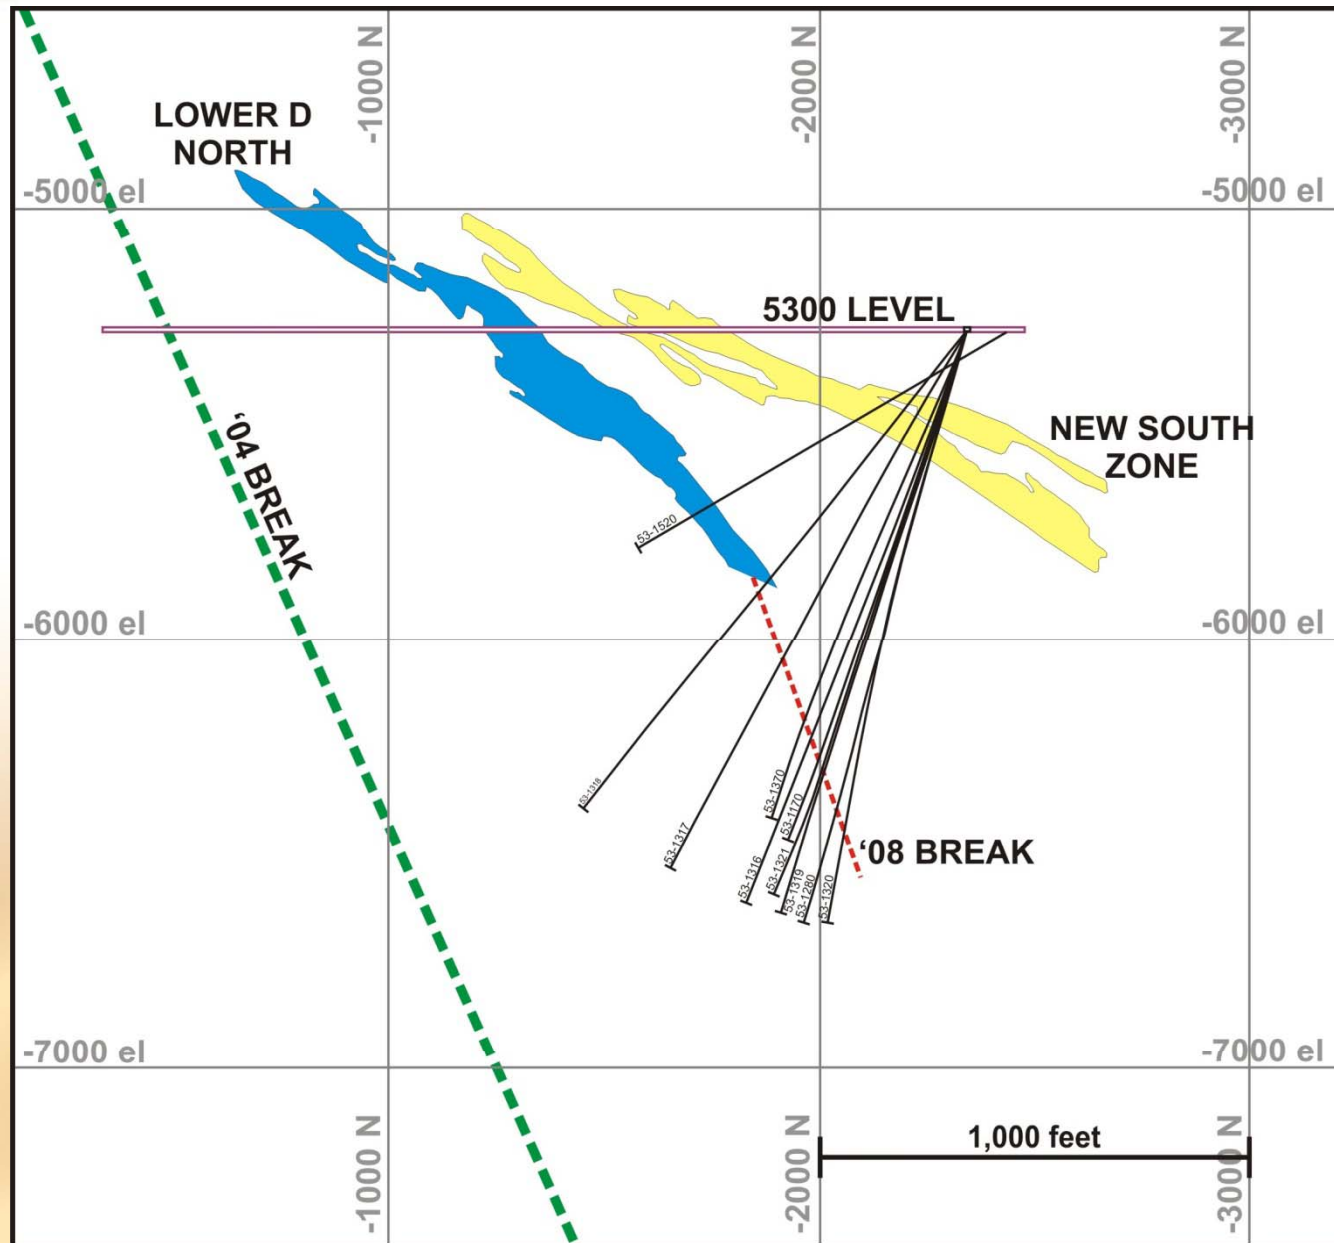 -1000 N
-2000 N
-3000 N
LOWER D
NORTH
-5000 el
-5000 el
5300 LEVEL
'04 BREAK
NEW SOUTH
ZONE
53-1520
-6000 el
-6000 el
53-1318
53-1317
53-1370
53-1170
53-1316
53-1321
53-1319
53-1280
53-1320
‘08 BREAK
-7000 el
-7000 el
1,000 feet
-1000 N
-2000 N
-3000 N